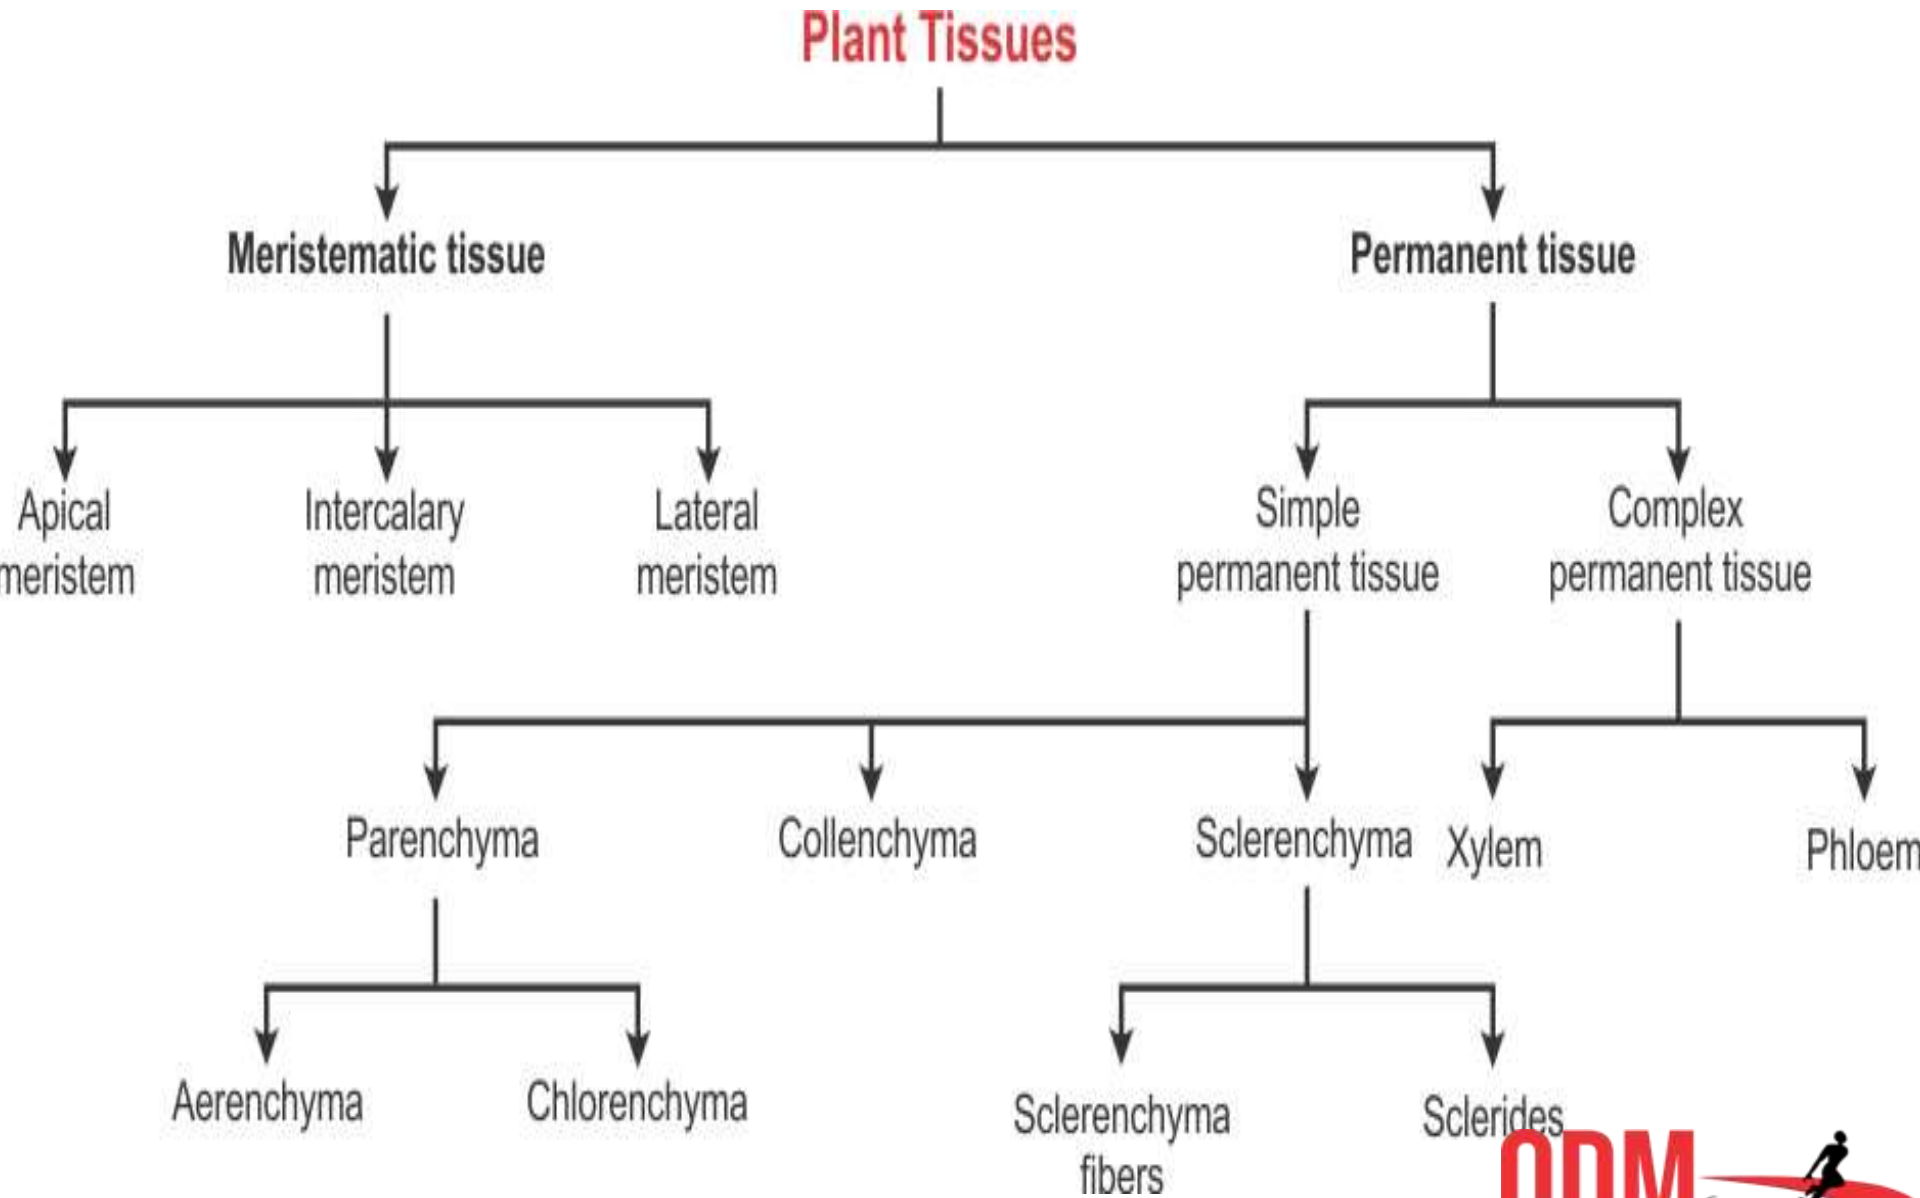 Plant Tissues
Meristematic tissue
Permanent tissue
Apical
meristem
Intercalary
meristem
Lateral
meristem
Simple
permanent tissue
Complex
permanent tissue
Parenchyma
Collenchyma
Sclerenchyma
Xylem
Phloem
Aerenchyma
Chlorenchyma
Sclerenchyma
fibers
Sclerides
ODM